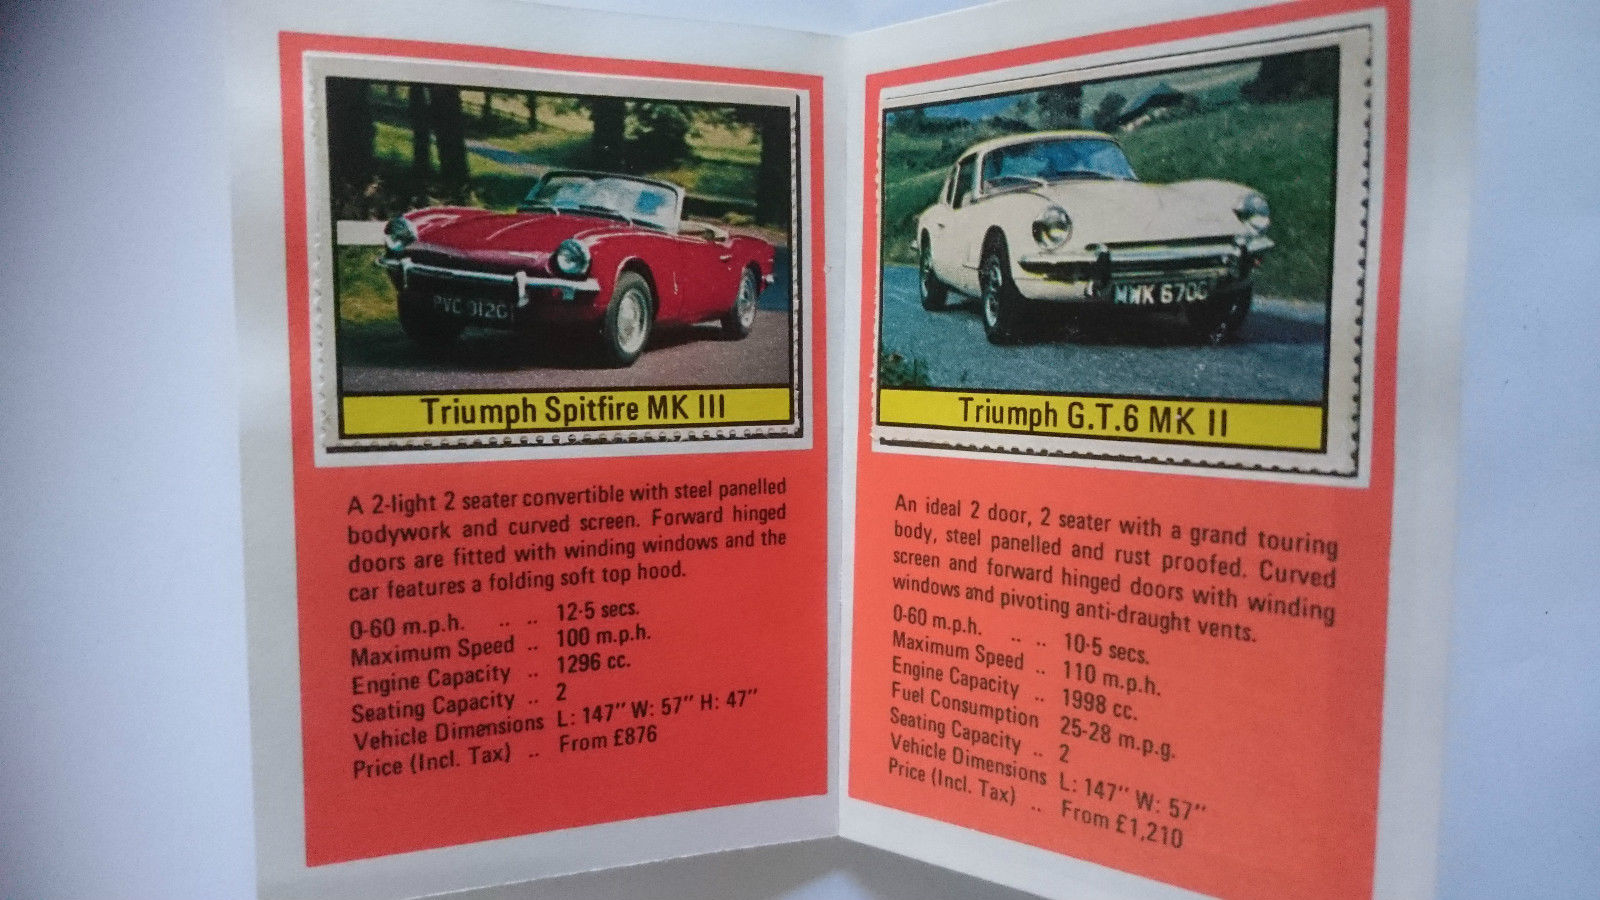 PVC 912G
Triumph Spitfire MK III
A 2-light 2 seater convertible with steel panelled
bodywork and curved screen. Forward hinged
doors are fitted with winding windows and the
car features a folding soft top hood.
0-60 m.p.h. .. .. 12·5 secs.
Maximum Speed .. 100 m.p.h.
Engine Capacity .. 1296 cc.
Seating Capacity .. 2
Vehicle Dimensions L: 147" W: 57" H: 47"
Price (Incl. Tax) .. From £876
MWK 670G
Triumph G.T.6 MK II
An ideal 2 door, 2 seater with a grand touring
body, steel panelled and rust proofed. Curved
screen and forward hinged doors with winding
windows and pivoting anti-draught vents.
0-60 m.p.h. .. .. 10·5 secs.
Maximum Speed .. 110 m.p.h.
Engine Capacity .. 1998 cc.
Fuel Consumption 25-28 m.p.g.
Seating Capacity .. 2
Vehicle Dimensions L: 147" W: 57"
Price (Incl. Tax) .. From £1,210